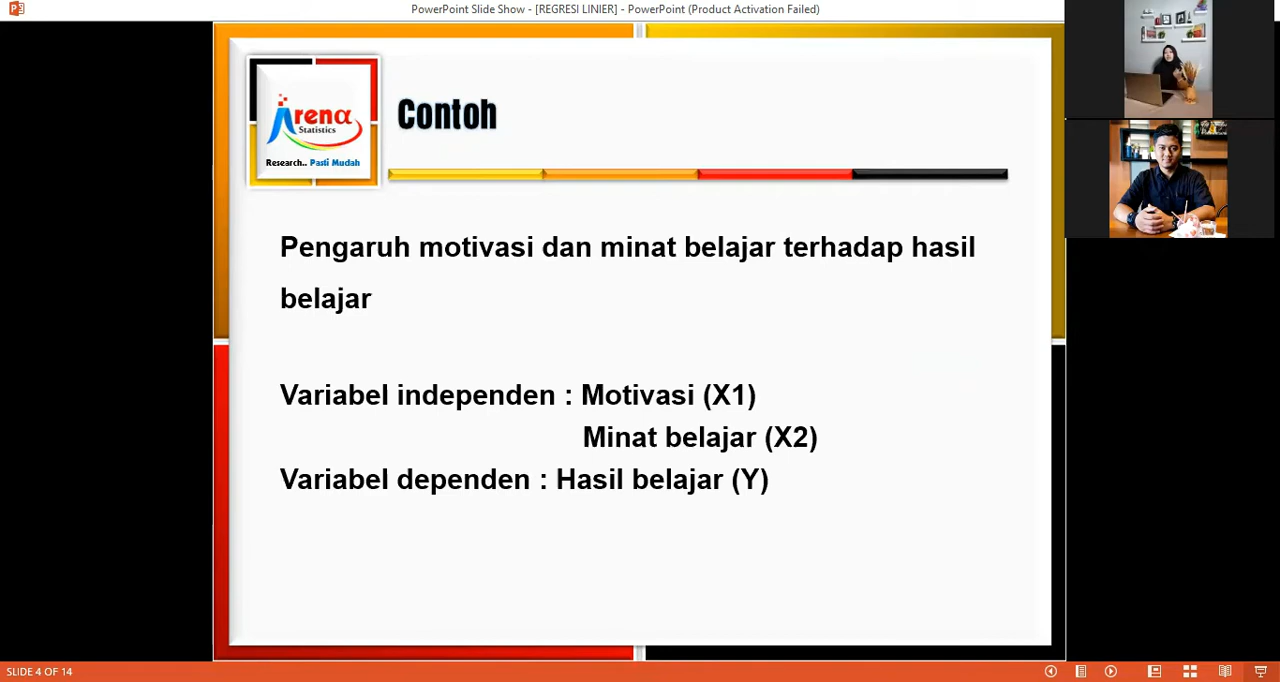 PowerPoint Slide Show - [REGRESI LINIER] - PowerPoint (Product Activation Failed)
Arena
Statistics
Research.. Pasti Mudah
Contoh
Pengaruh motivasi dan minat belajar terhadap hasil
belajar
Variabel independen : Motivasi (X1)
Minat belajar (X2)
Variabel dependen : Hasil belajar (Y)
SLIDE 4 OF 14